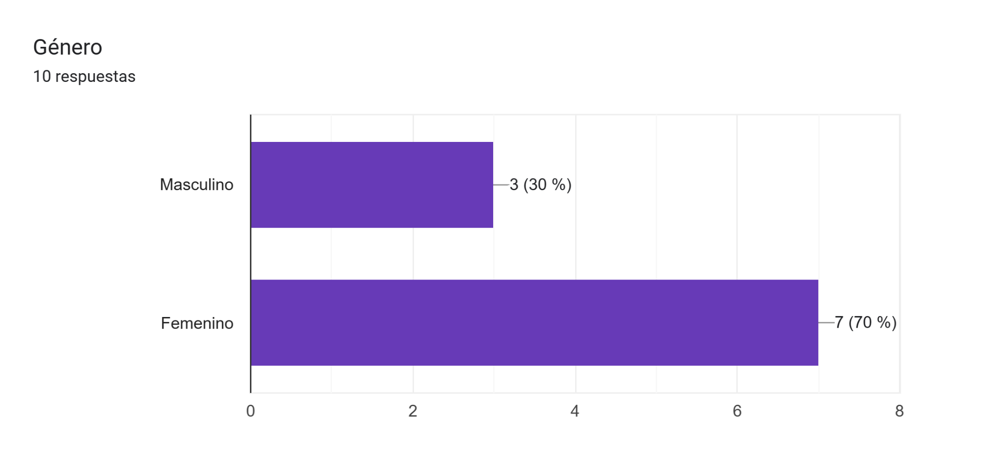 Género
10 respuestas
Masculino
3 (30 %)
Femenino
7 (70 %)
0 2 4 6 8